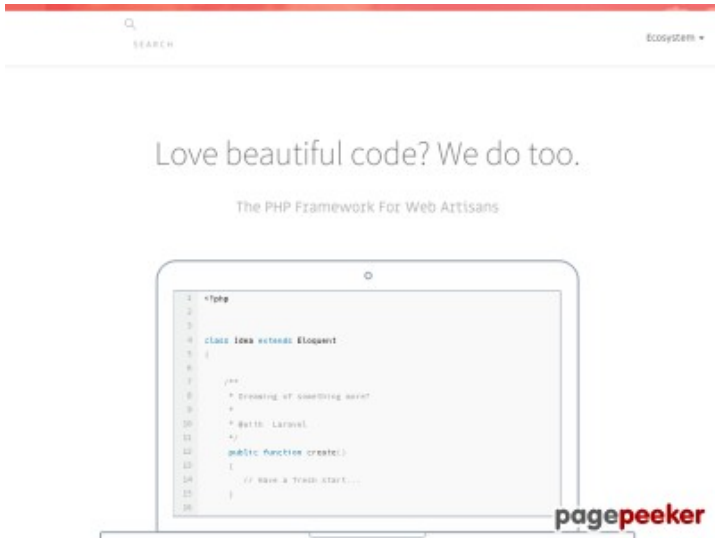 SEARCH
Ecosystem
Love beautiful code? We do too.
The PHP Framework For Web Artisans
1 <?php
2
3
4 class Idea extends Eloquent
5 {
6
7 /**
8 * Dreaming of something more?
9 *
10 * @with Laravel
11 */
12 public function create()
13 {
14 // Have a fresh start...
15 }
16
pagepeeker